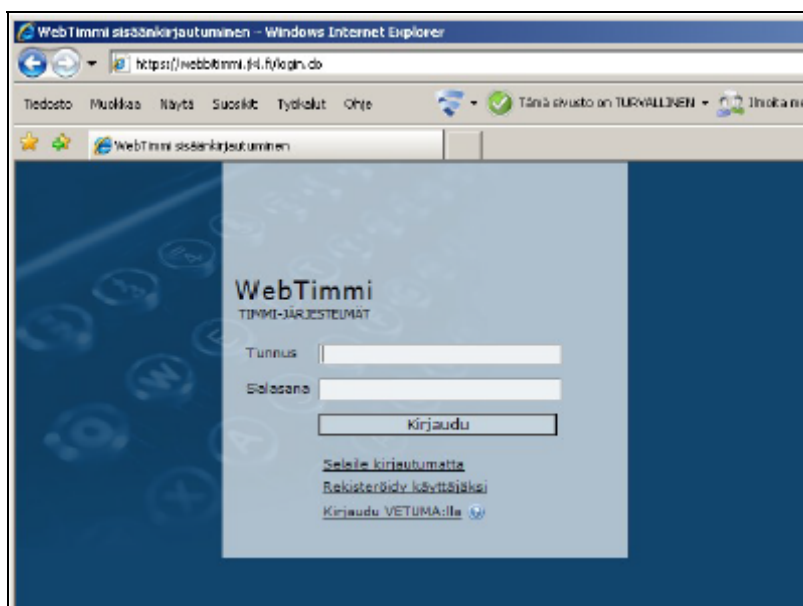 WebTimmi sisäänkirjautuminen - Windows Internet Explorer
https://webbtimmi.jkl.fi/login.do
Tiedosto Muokkaa Näytä Suosikit Työkalut Ohje Tämä sivusto on TURVALLINEN
WebTimmi sisäänkirjautuminen
WebTimmi
TIMMI-JÄRJESTELMÄT
Tunnus
Salasana
Kirjaudu
Selaile kirjautumatta
Rekisteröidy käyttäjäksi
Kirjaudu VETUMA:lla